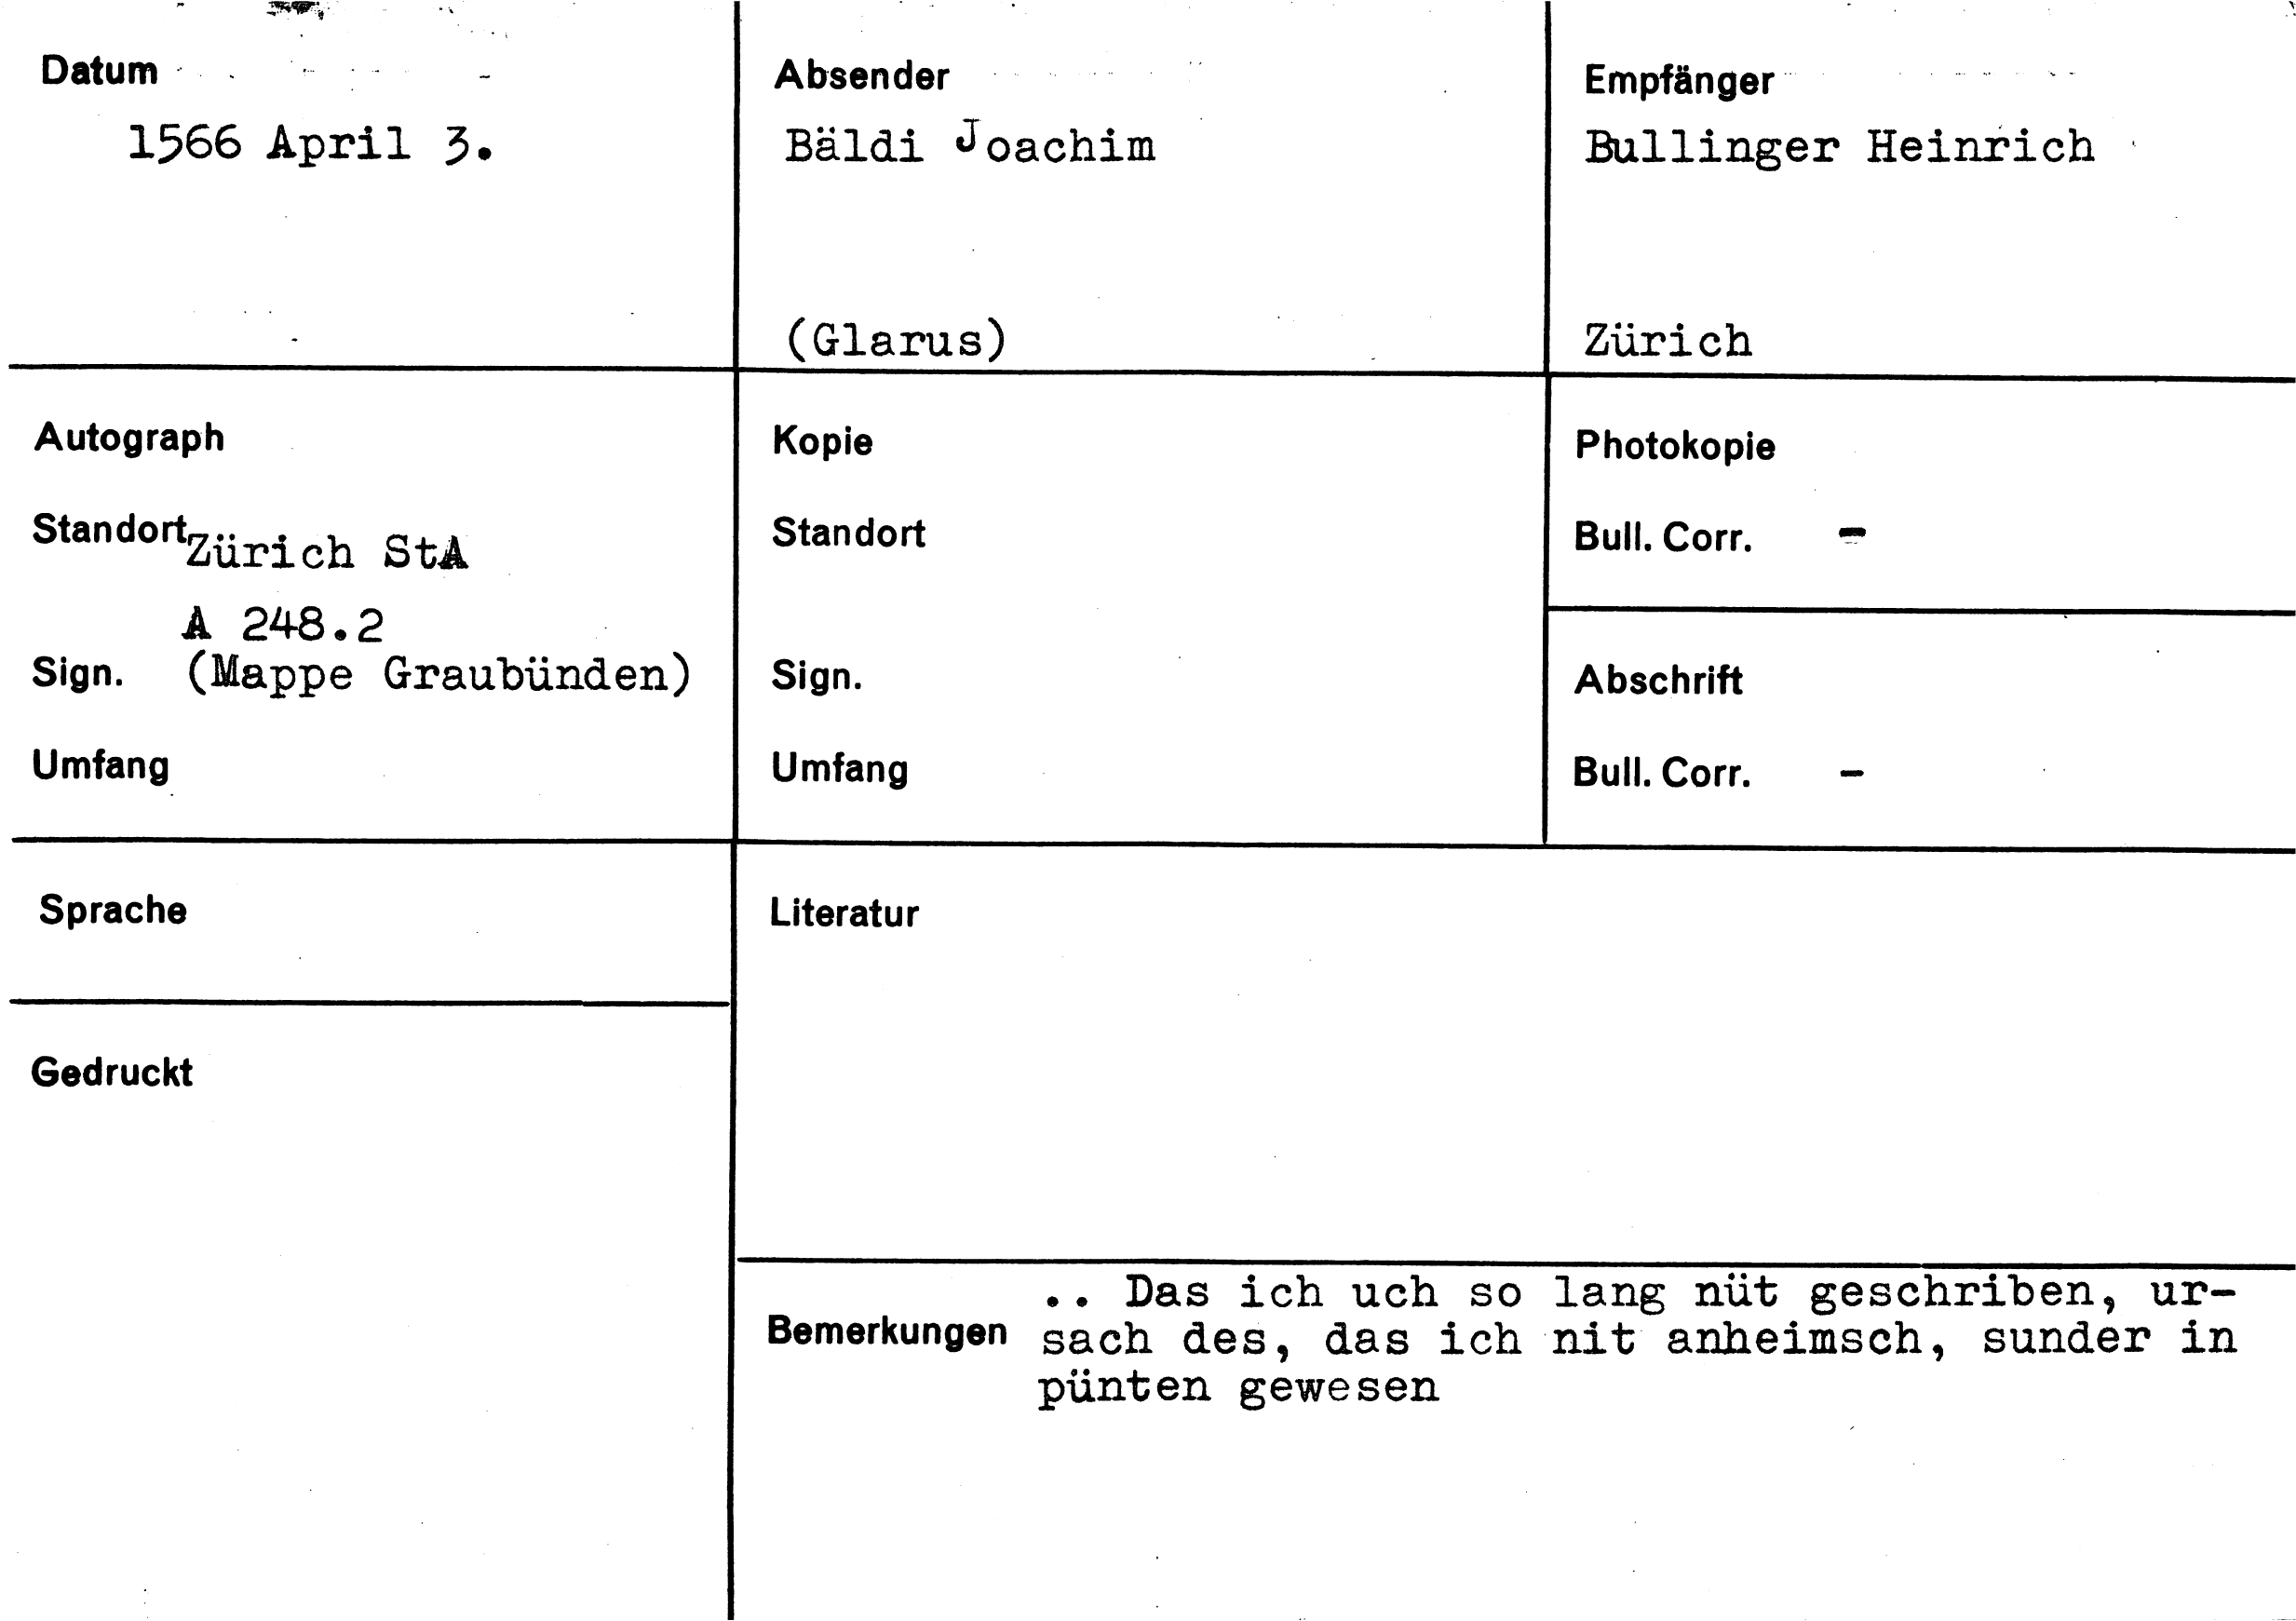 Datum
1566 April 3.
Absender
Bäldi Joachim
(Glarus)
Empfänger
Bullinger Heinrich
Zürich
Autograph
Standort Zürich StA
A 248.2
Sign. (Mappe Graubünden)
Umfang
Kopie
Standort
Sign.
Umfang
Photokopie
Bull. Corr. -
Abschrift
Bull. Corr. -
Sprache
Gedruckt
Literatur
Bemerkungen
.. Das ich uch so lang nüt geschriben, ur-
sach des, das ich nit anheimsch, sunder in
pünten gewesen